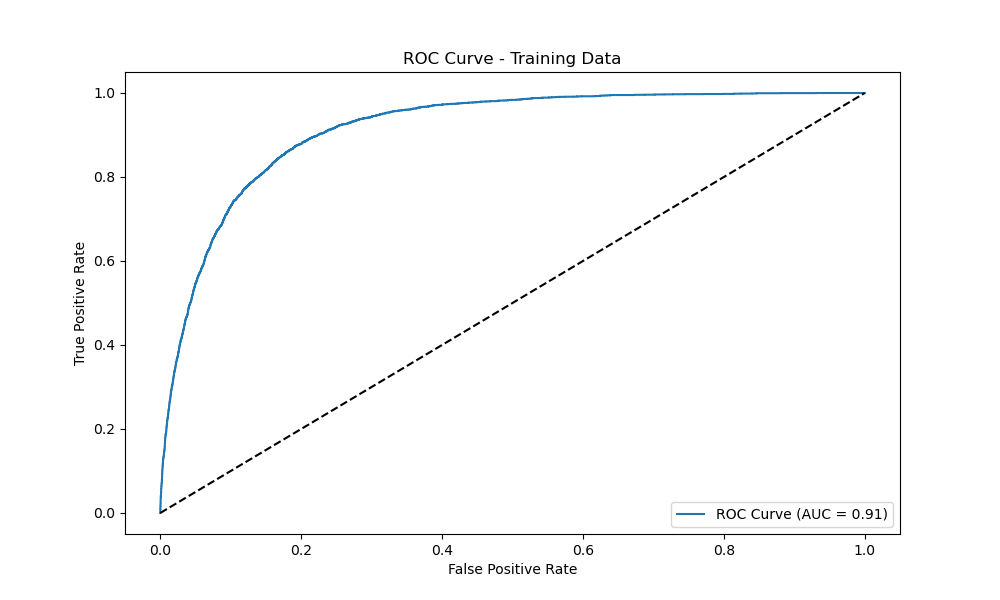 ROC Curve - Training Data
True Positive Rate
1.0
0.8
0.6
0.4
0.2
0.0
ROC Curve (AUC = 0.91)
0.0 0.2 0.4 0.6 0.8 1.0
False Positive Rate